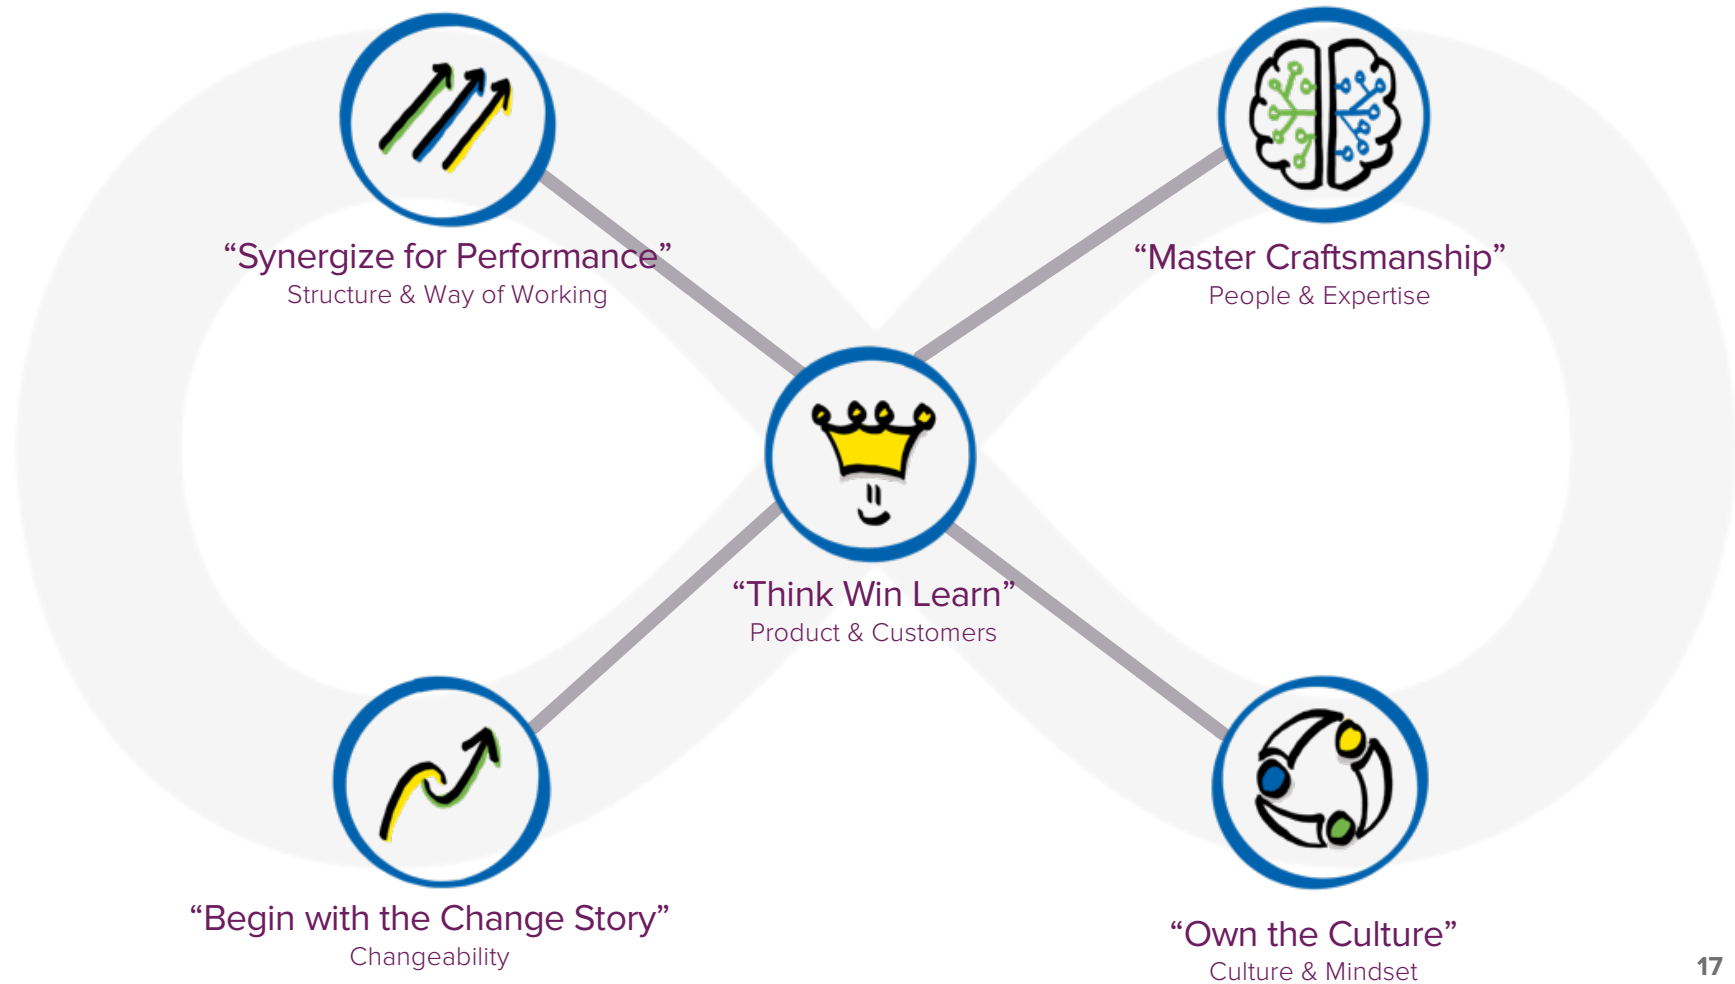 “Synergize for Performance”
Structure & Way of Working
“Master Craftsmanship”
People & Expertise
“Think Win Learn”
Product & Customers
“Begin with the Change Story”
Changeability
“Own the Culture”
Culture & Mindset
17